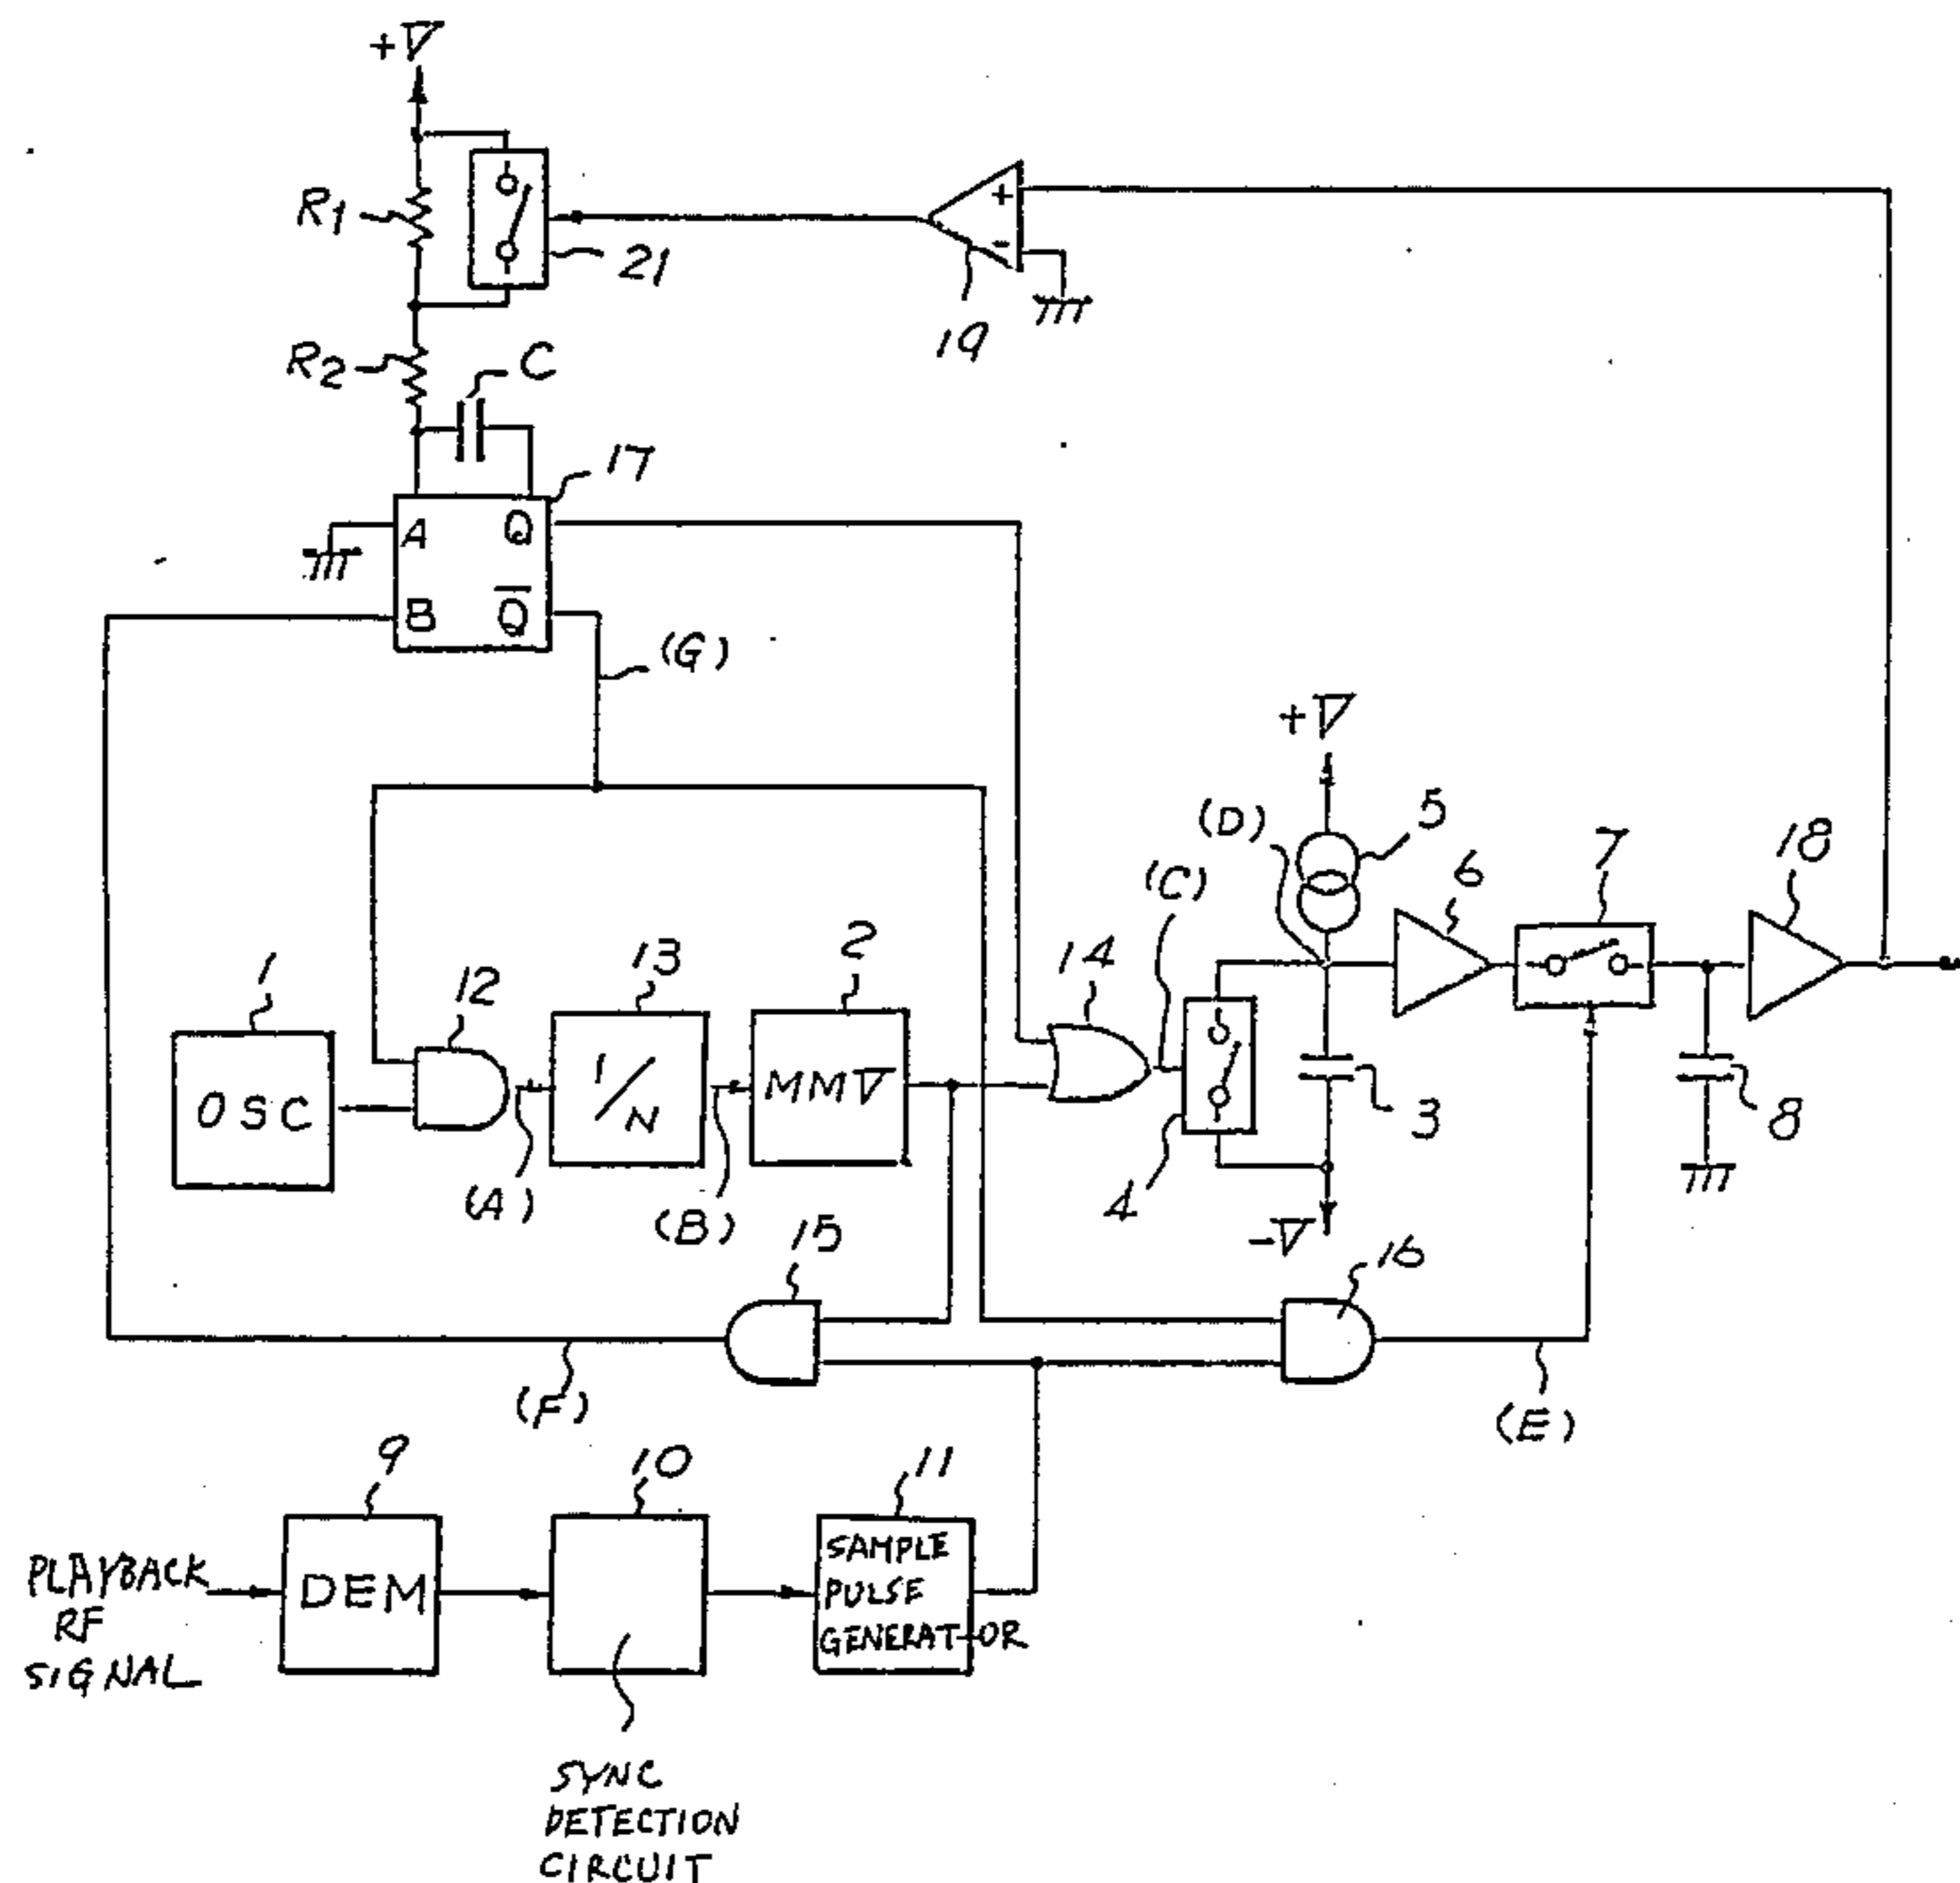 +V
R1
21
+
-
19
R2
C
17
A
Q
B
Q̅
(G)
+V
(D)
5
6
7
18
(C)
1
12
13
2
14
OSC
1/N
MMV
3
8
4
(A)
(B)
-V
15
16
(F)
(E)
9
10
11
PLAYBACK
RF
SIGNAL
DEM
SAMPLE
PULSE
GENERATOR
SYNC
DETECTION
CIRCUIT